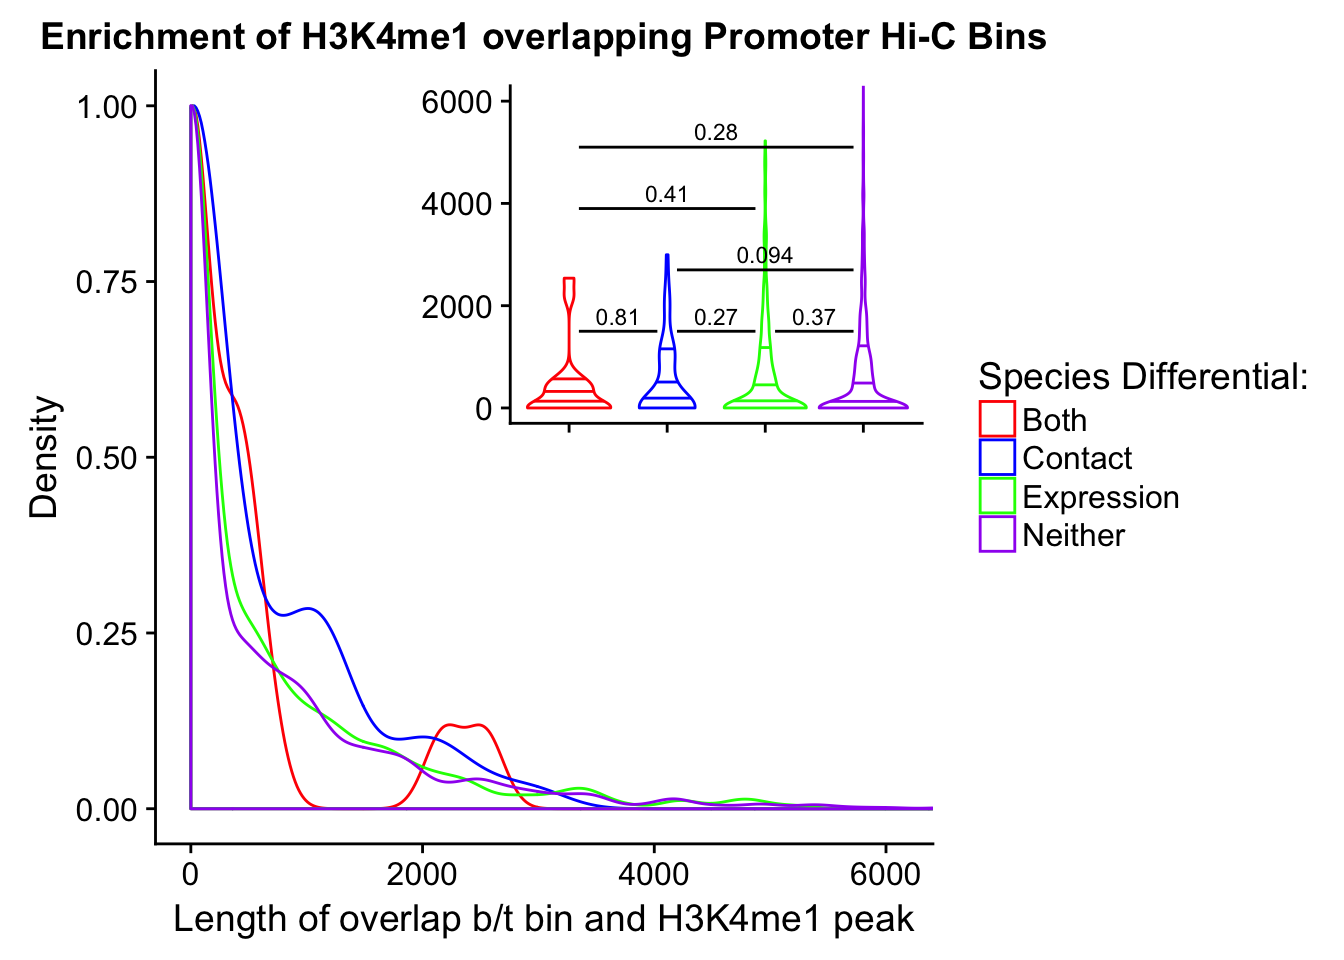 Enrichment of H3K4me1 overlapping Promoter Hi-C Bins
1.00
0.75
0.50
0.25
0.00
Density
0
2000
4000
6000
Length of overlap b/t bin and H3K4me1 peak
6000
4000
2000
0
0.28
0.41
0.094
0.81
0.27
0.37
Species Differential:
Both
Contact
Expression
Neither